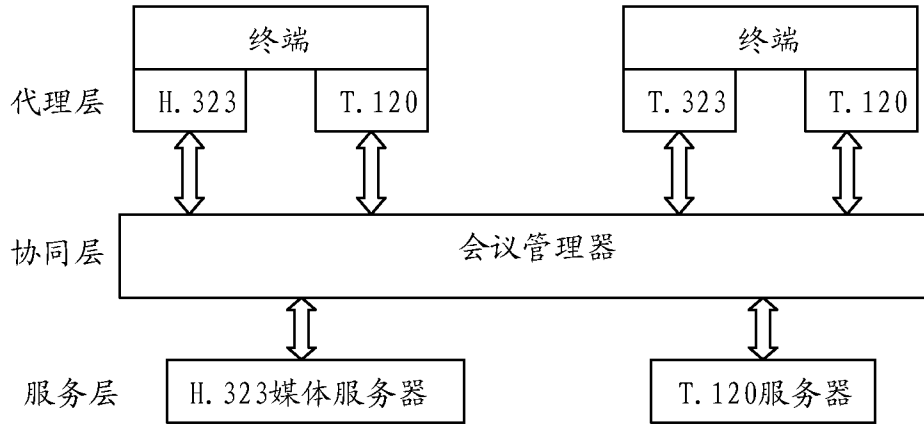 终端 终端
代理层 H.323 T.120 T.323 T.120
协同层 会议管理器
服务层 H.323媒体服务器 T.120服务器